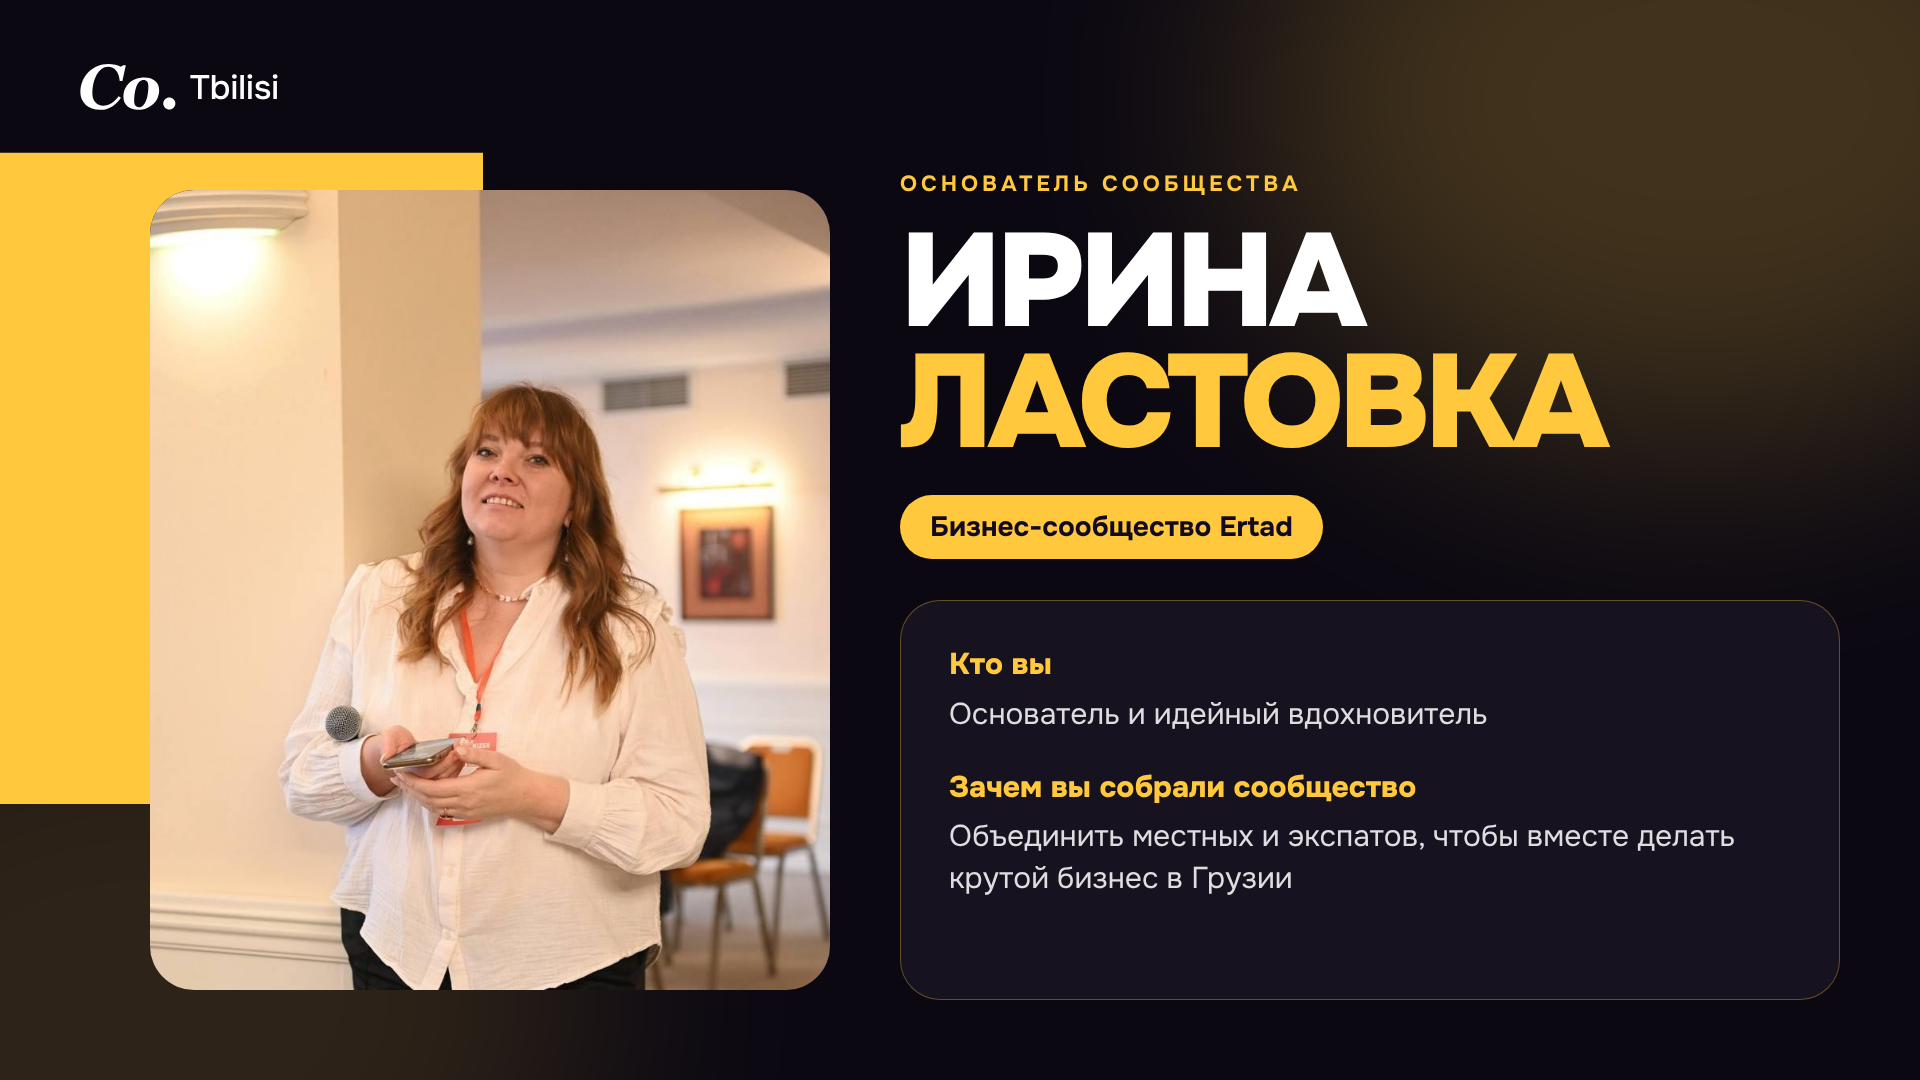 Co. Tbilisi
ОСНОВАТЕЛЬ СООБЩЕСТВА
ИРИНА
ЛАСТОВКА
Бизнес-сообщество Ertad
Кто вы
Основатель и идейный вдохновитель
Зачем вы собрали сообщество
Объединить местных и экспатов, чтобы вместе делать
крутой бизнес в Грузии